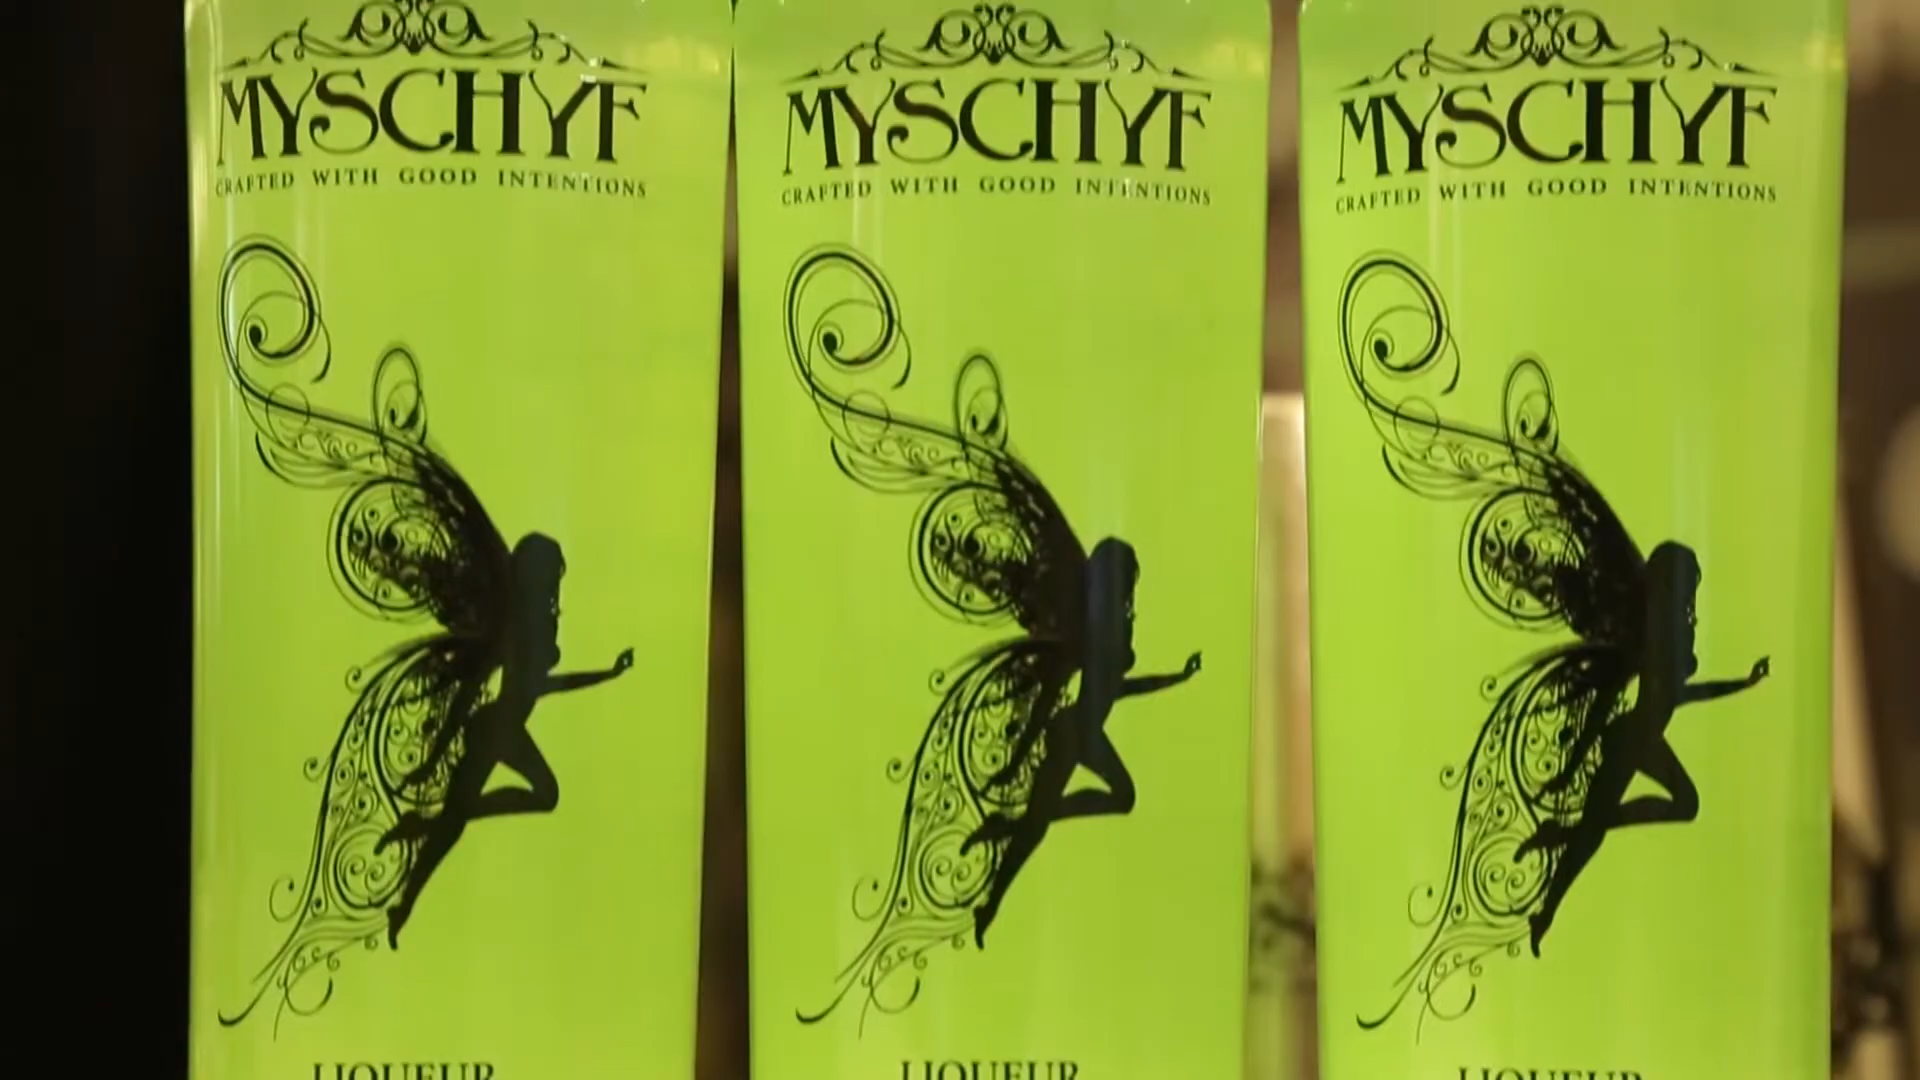 MYSCHYF
CRAFTED WITH GOOD INTENTIONS
LIQUEUR
MYSCHYF
CRAFTED WITH GOOD INTENTIONS
LIQUEUR
MYSCHYF
CRAFTED WITH GOOD INTENTIONS
LIQUEUR